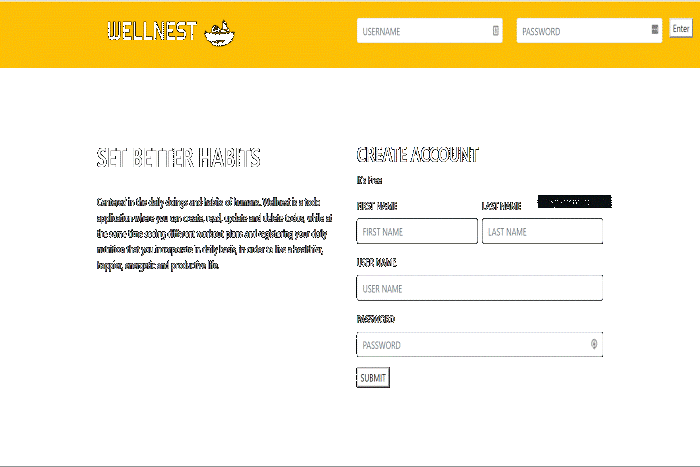 WELLNEST
USERNAME
PASSWORD
Enter
SET BETTER HABITS
Centered in the daily doings and habits of humans. Wellnest is a todo
application where you can create, read, update and delete todos, while at
the same time seeing different workout plans and registering your daily
nutrition that you incorporate in daily basis, in order to live a healthier,
happier, energetic and productive life.
CREATE ACCOUNT
It's Free
FIRST NAME
LAST NAME
FIRST NAME
LAST NAME
USER NAME
USER NAME
PASSWORD
PASSWORD
SUBMIT